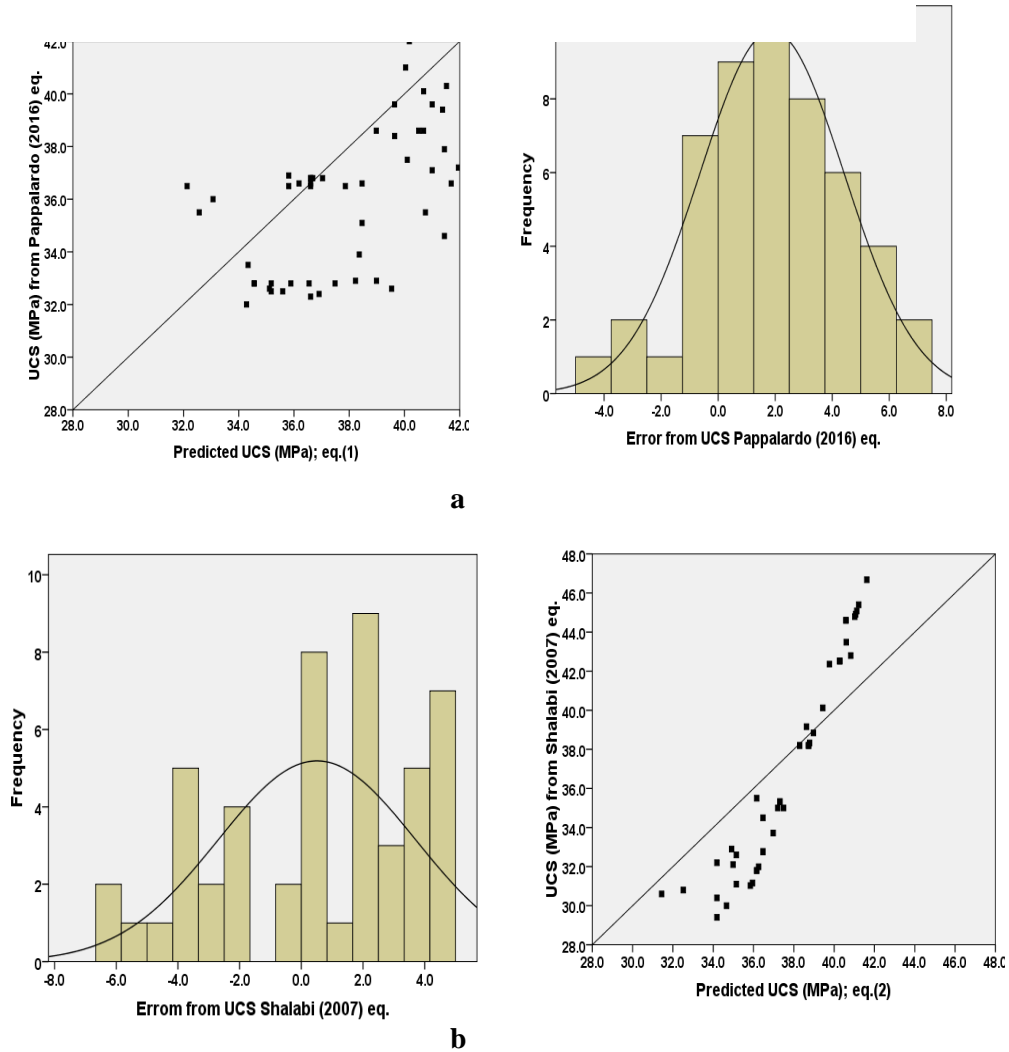 UCS (MPa) from Pappalardo (2016) eq.
42.0
40.0
38.0
36.0
34.0
32.0
30.0
28.0
28.0 30.0 32.0 34.0 36.0 38.0 40.0 42.0
Predicted UCS (MPa); eq.(1)
Frequency
8
6
4
2
0
-4.0 -2.0 0.0 2.0 4.0 6.0 8.0
Error from UCS Pappalardo (2016) eq.
a
Frequency
10
8
6
4
2
0
-8.0 -6.0 -4.0 -2.0 0.0 2.0 4.0
Errom from UCS Shalabi (2007) eq.
UCS (MPa) from Shalabi (2007) eq.
48.0
46.0
44.0
42.0
40.0
38.0
36.0
34.0
32.0
30.0
28.0
28.0 30.0 32.0 34.0 36.0 38.0 40.0 42.0 44.0 46.0 48.0
Predicted UCS (MPa); eq.(2)
b